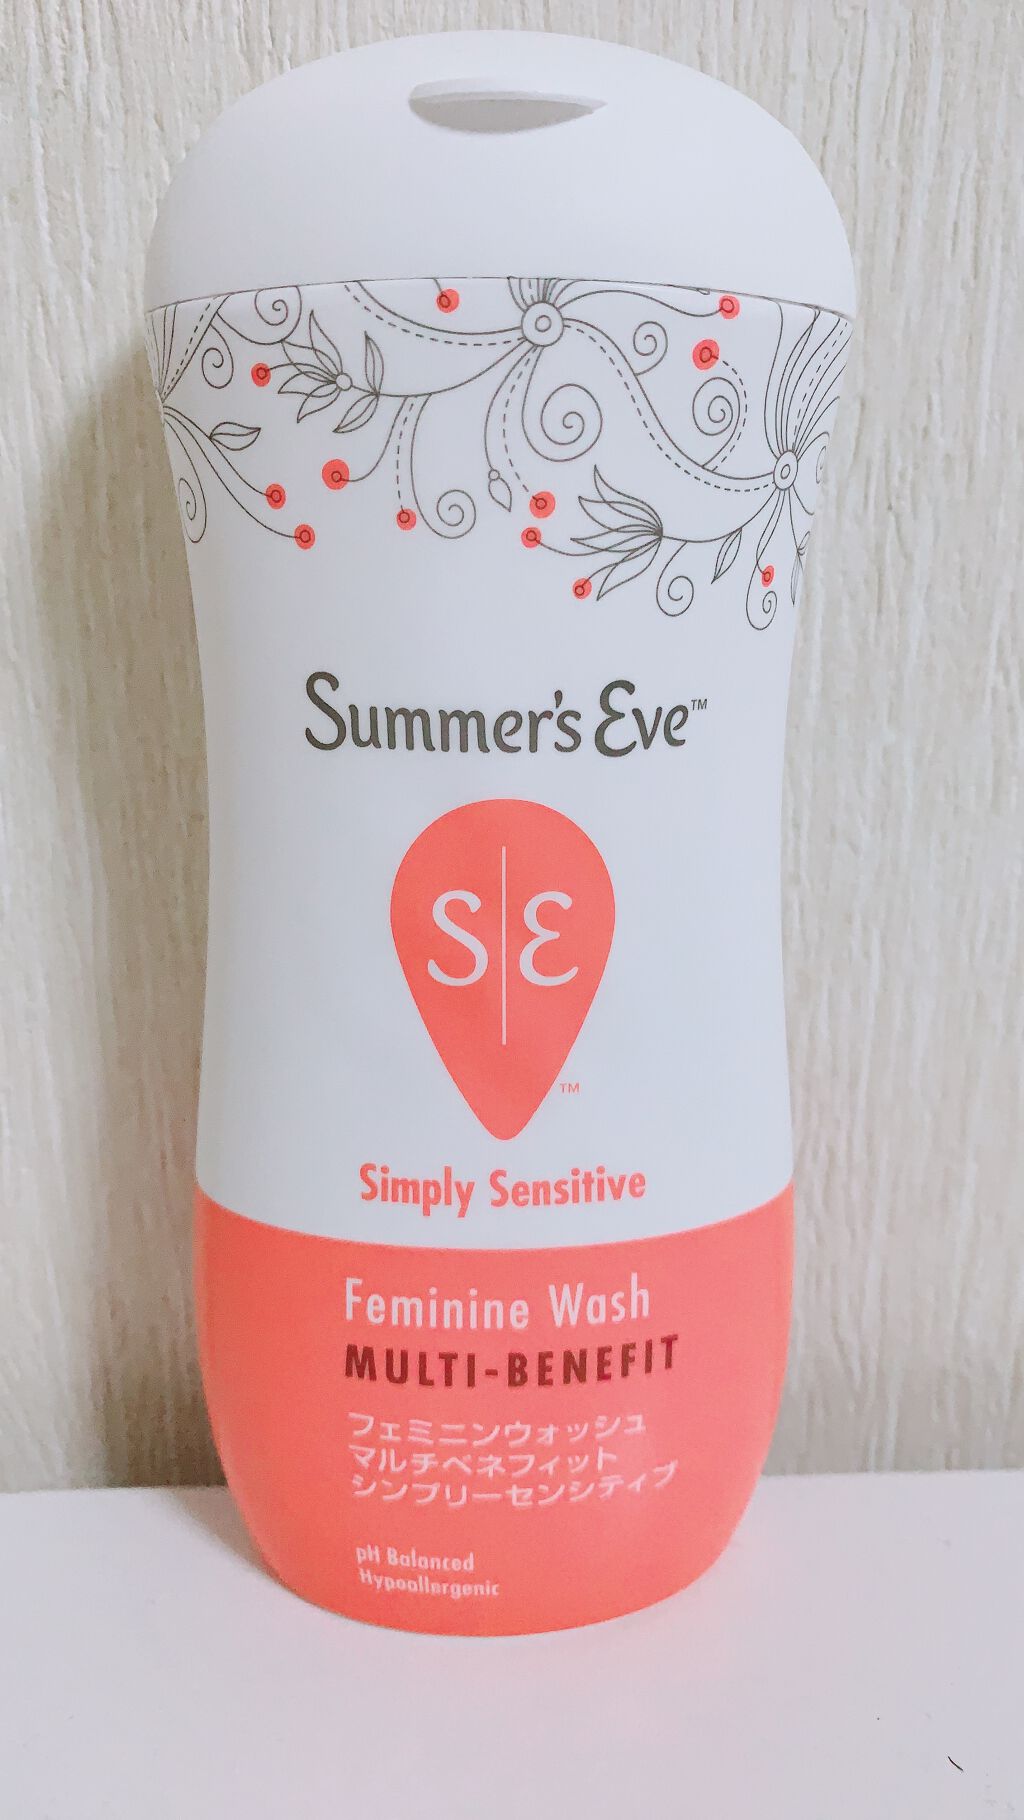 Summer's Eve™
S|Ɛ
™
Simply Sensitive
Feminine Wash
MULTI-BENEFIT
フェミニンウォッシュ
マルチベネフィット
シンプリーセンシティブ
pH Balanced
Hypoallergenic